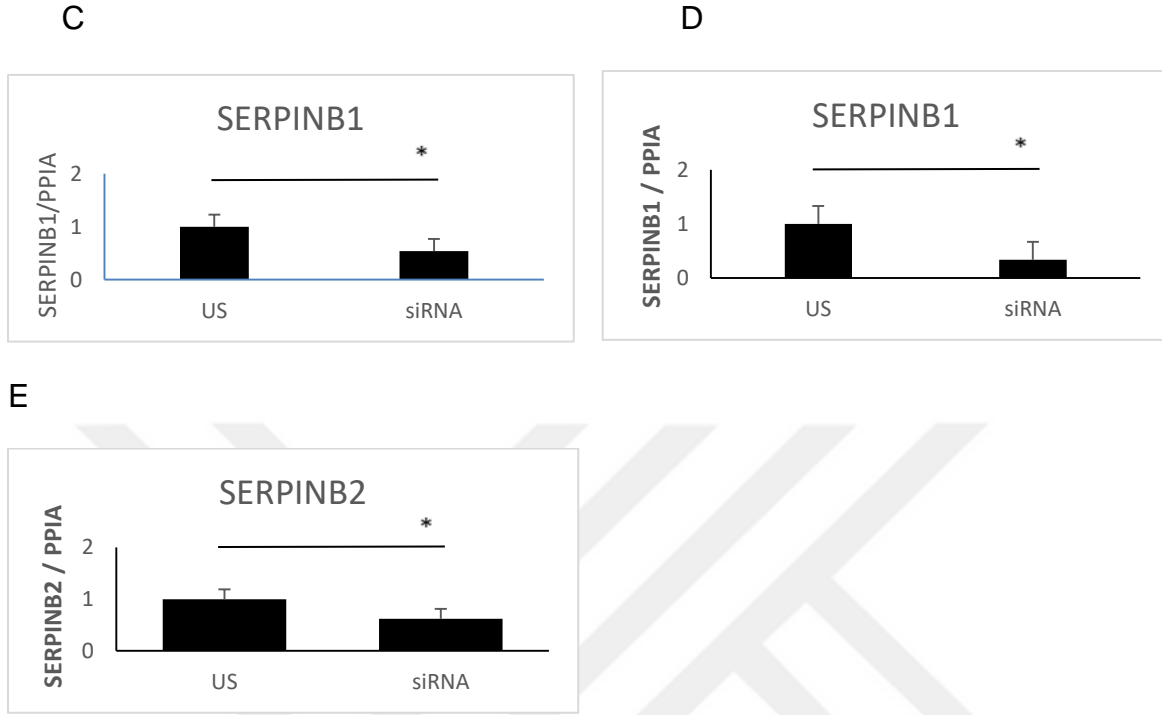 C
SERPINB1
*
SERPINB1/PPIA
2
1
0
US siRNA
D
SERPINB1
*
SERPINB1 / PPIA
2
1
0
US siRNA
E
SERPINB2
*
SERPINB2 / PPIA
2
1
0
US siRNA